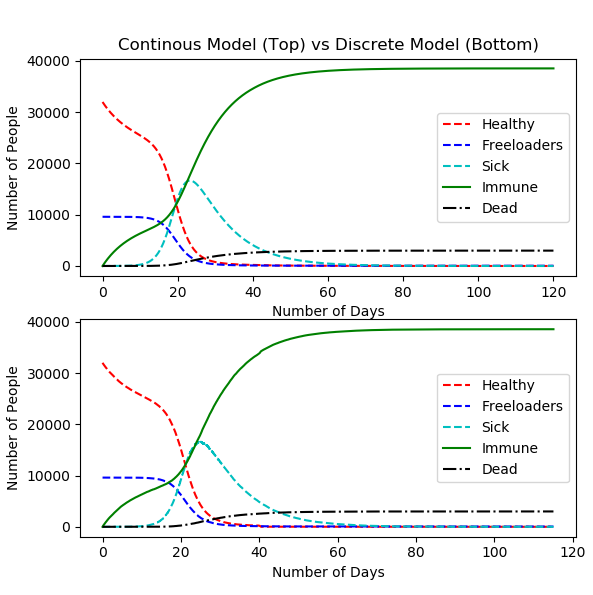 Continous Model (Top) vs Discrete Model (Bottom)
40000
30000
20000
10000
0
Number of People
Healthy
Freeloaders
Sick
Immune
Dead
0 20 40 60 80 100 120
Number of Days
40000
30000
20000
10000
0
Number of People
Healthy
Freeloaders
Sick
Immune
Dead
0 20 40 60 80 100 120
Number of Days